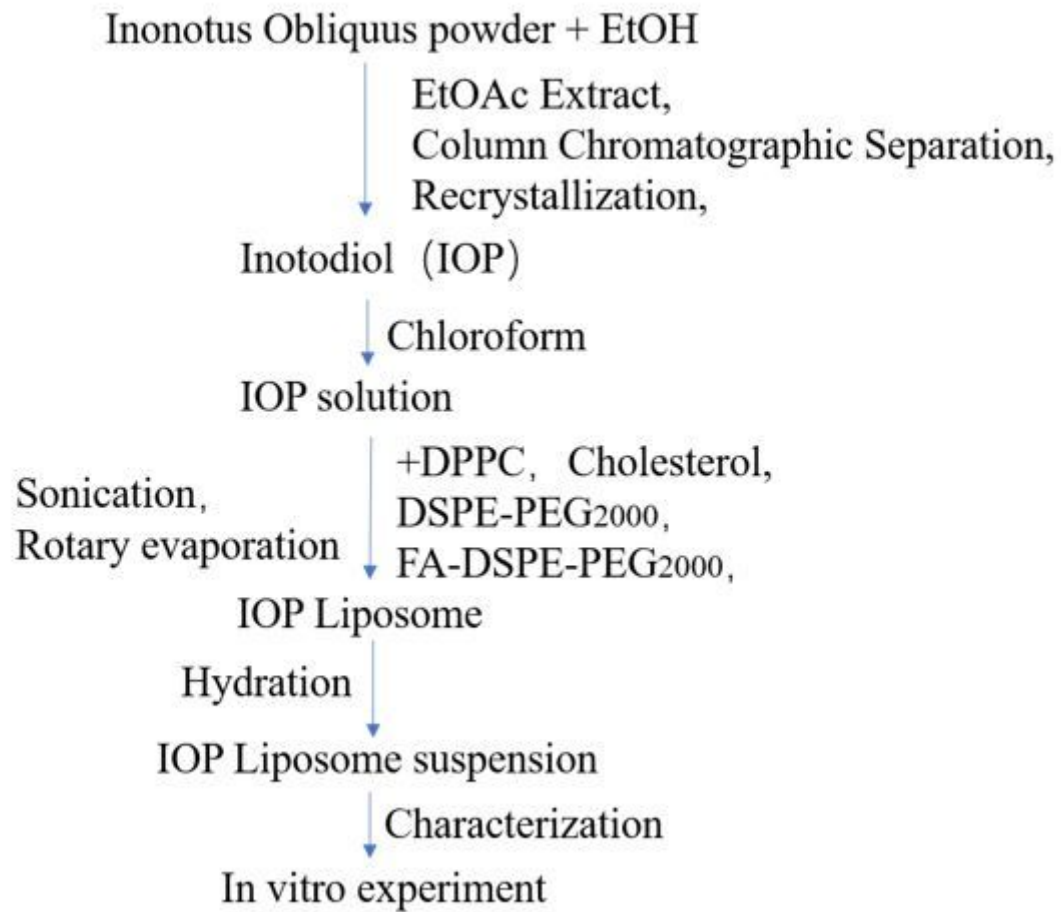 Inonotus Obliquus powder + EtOH
EtOAc Extract,
Column Chromatographic Separation,
Recrystallization,
Inotodiol（IOP）
Chloroform
IOP solution
Sonication,
Rotary evaporation
+DPPC， Cholesterol,
DSPE-PEG2000,
FA-DSPE-PEG2000,
IOP Liposome
Hydration
IOP Liposome suspension
Characterization
In vitro experiment